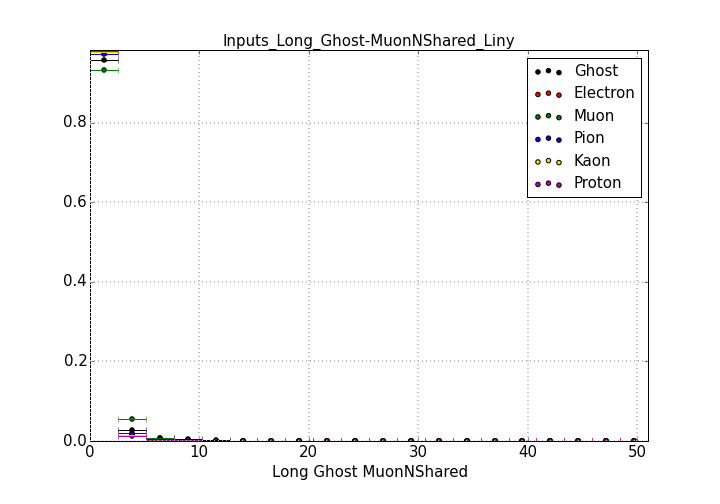 Inputs_Long_Ghost-MuonNShared_Liny
Ghost
Electron
Muon
Pion
Kaon
Proton
0.8
0.6
0.4
0.2
0.0
0 10 20 30 40 50
Long Ghost MuonNShared